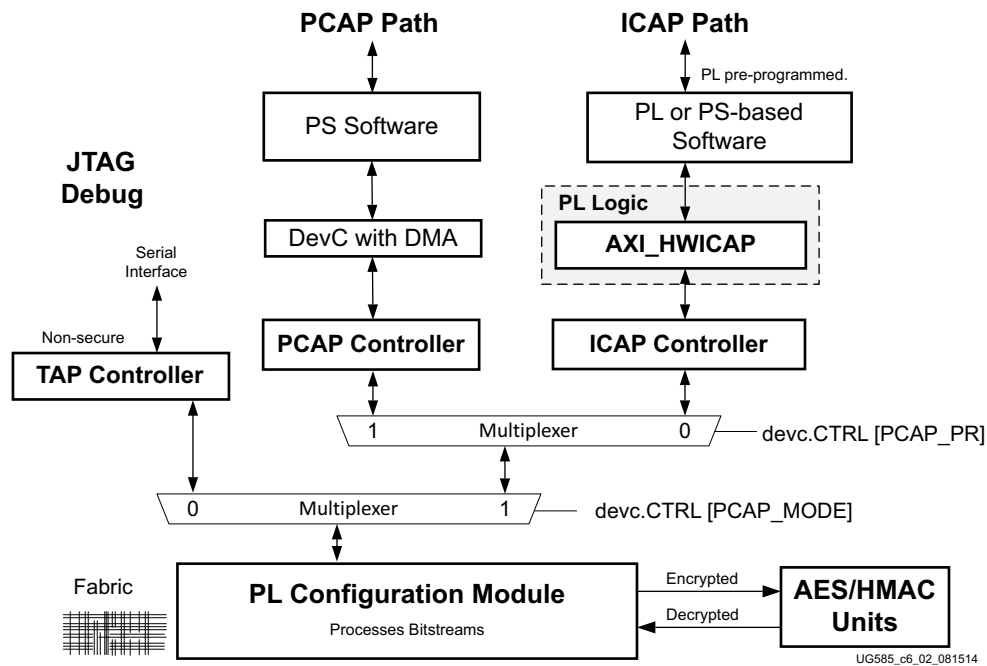 PCAP Path
ICAP Path
PL pre-programmed.
PS Software
PL or PS-based
Software
JTAG
Debug
PL Logic
DevC with DMA
AXI_HWICAP
Serial
Interface
Non-secure
TAP Controller
PCAP Controller
ICAP Controller
1 Multiplexer 0
devc.CTRL [PCAP_PR]
0 Multiplexer 1
devc.CTRL [PCAP_MODE]
Fabric
PL Configuration Module
Processes Bitstreams
Encrypted
Decrypted
AES/HMAC
Units
UG585_c6_02_081514